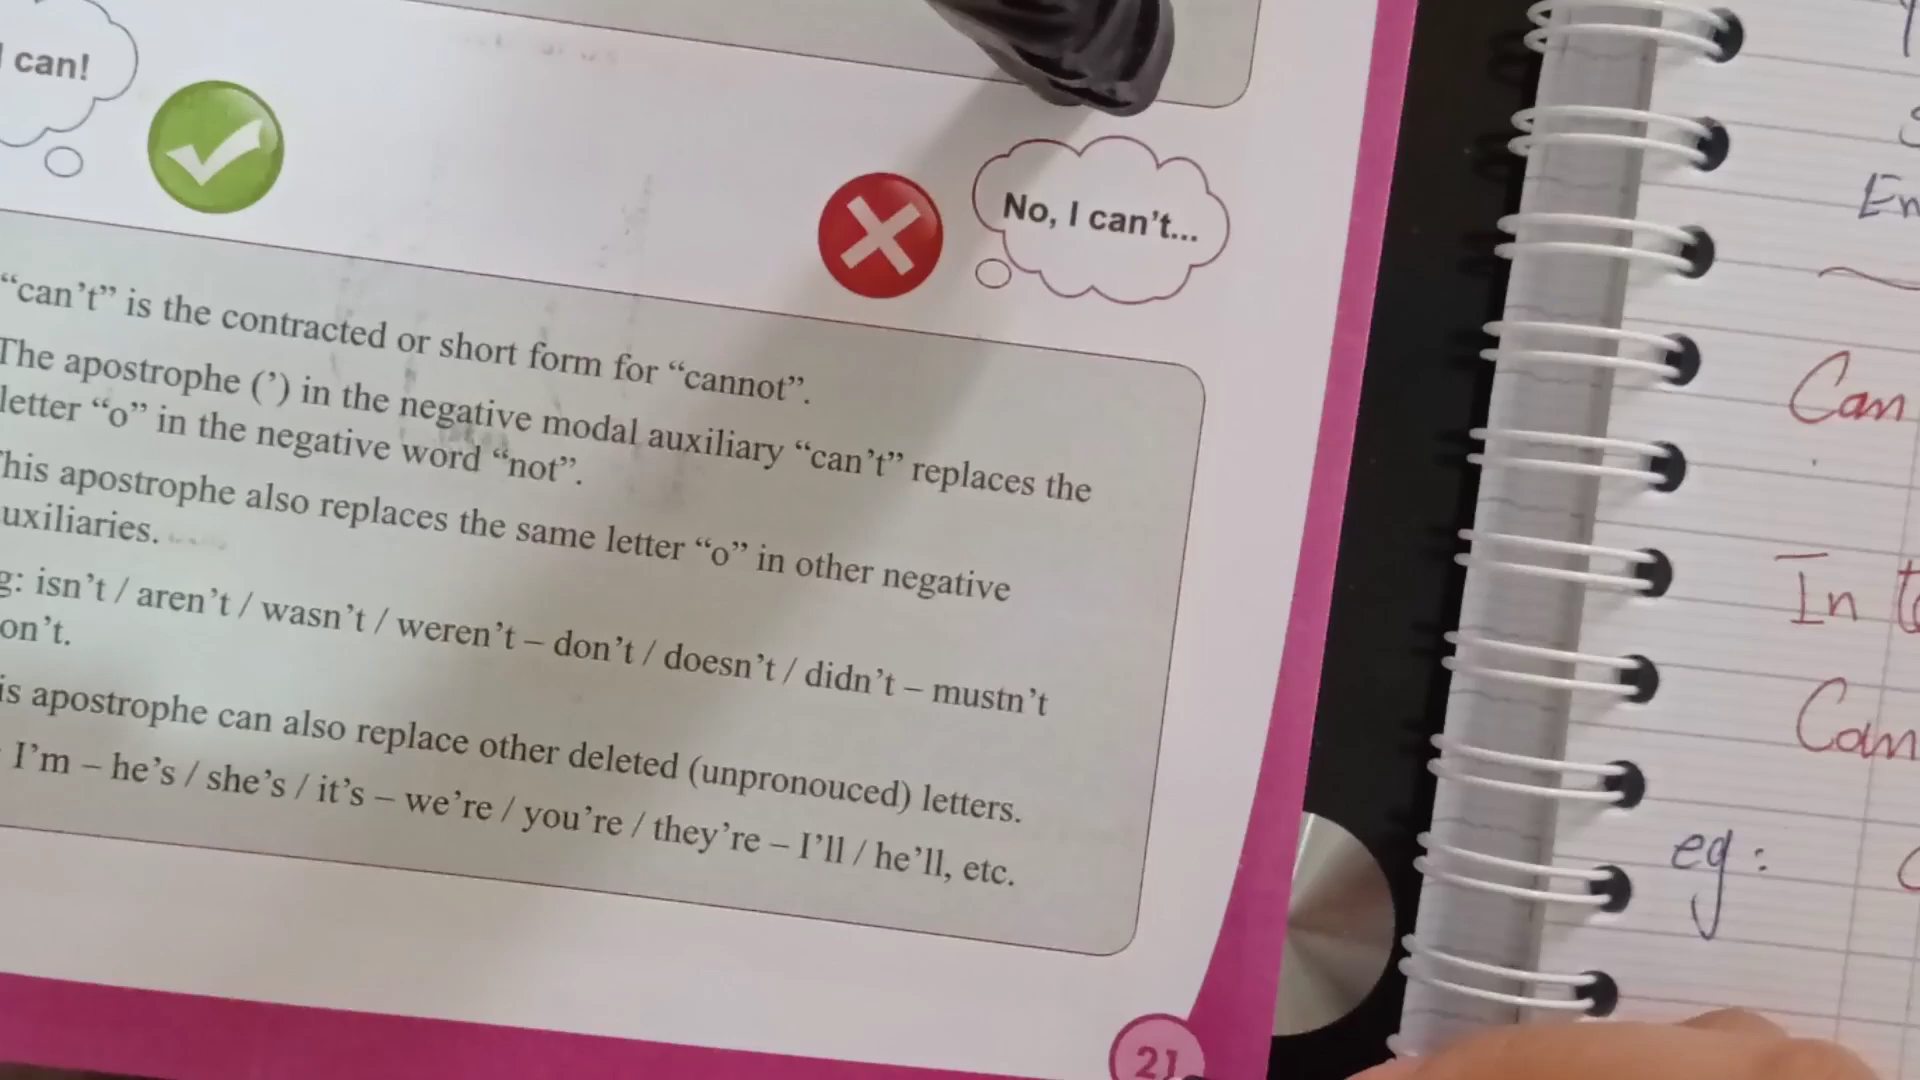 I can!
No, I can't...
"can't" is the contracted or short form for "cannot".
The apostrophe (') in the negative modal auxiliary "can't" replaces the
letter "o" in the negative word "not".
his apostrophe also replaces the same letter "o" in other negative
uxiliaries.
g: isn't / aren't / wasn't / weren't – don't / doesn't / didn't – mustn't
on't.
is apostrophe can also replace other deleted (unpronouced) letters.
I'm – he's / she's / it's – we're / you're / they're – I'll / he'll, etc.
21
En
Can
In
Can
eg: